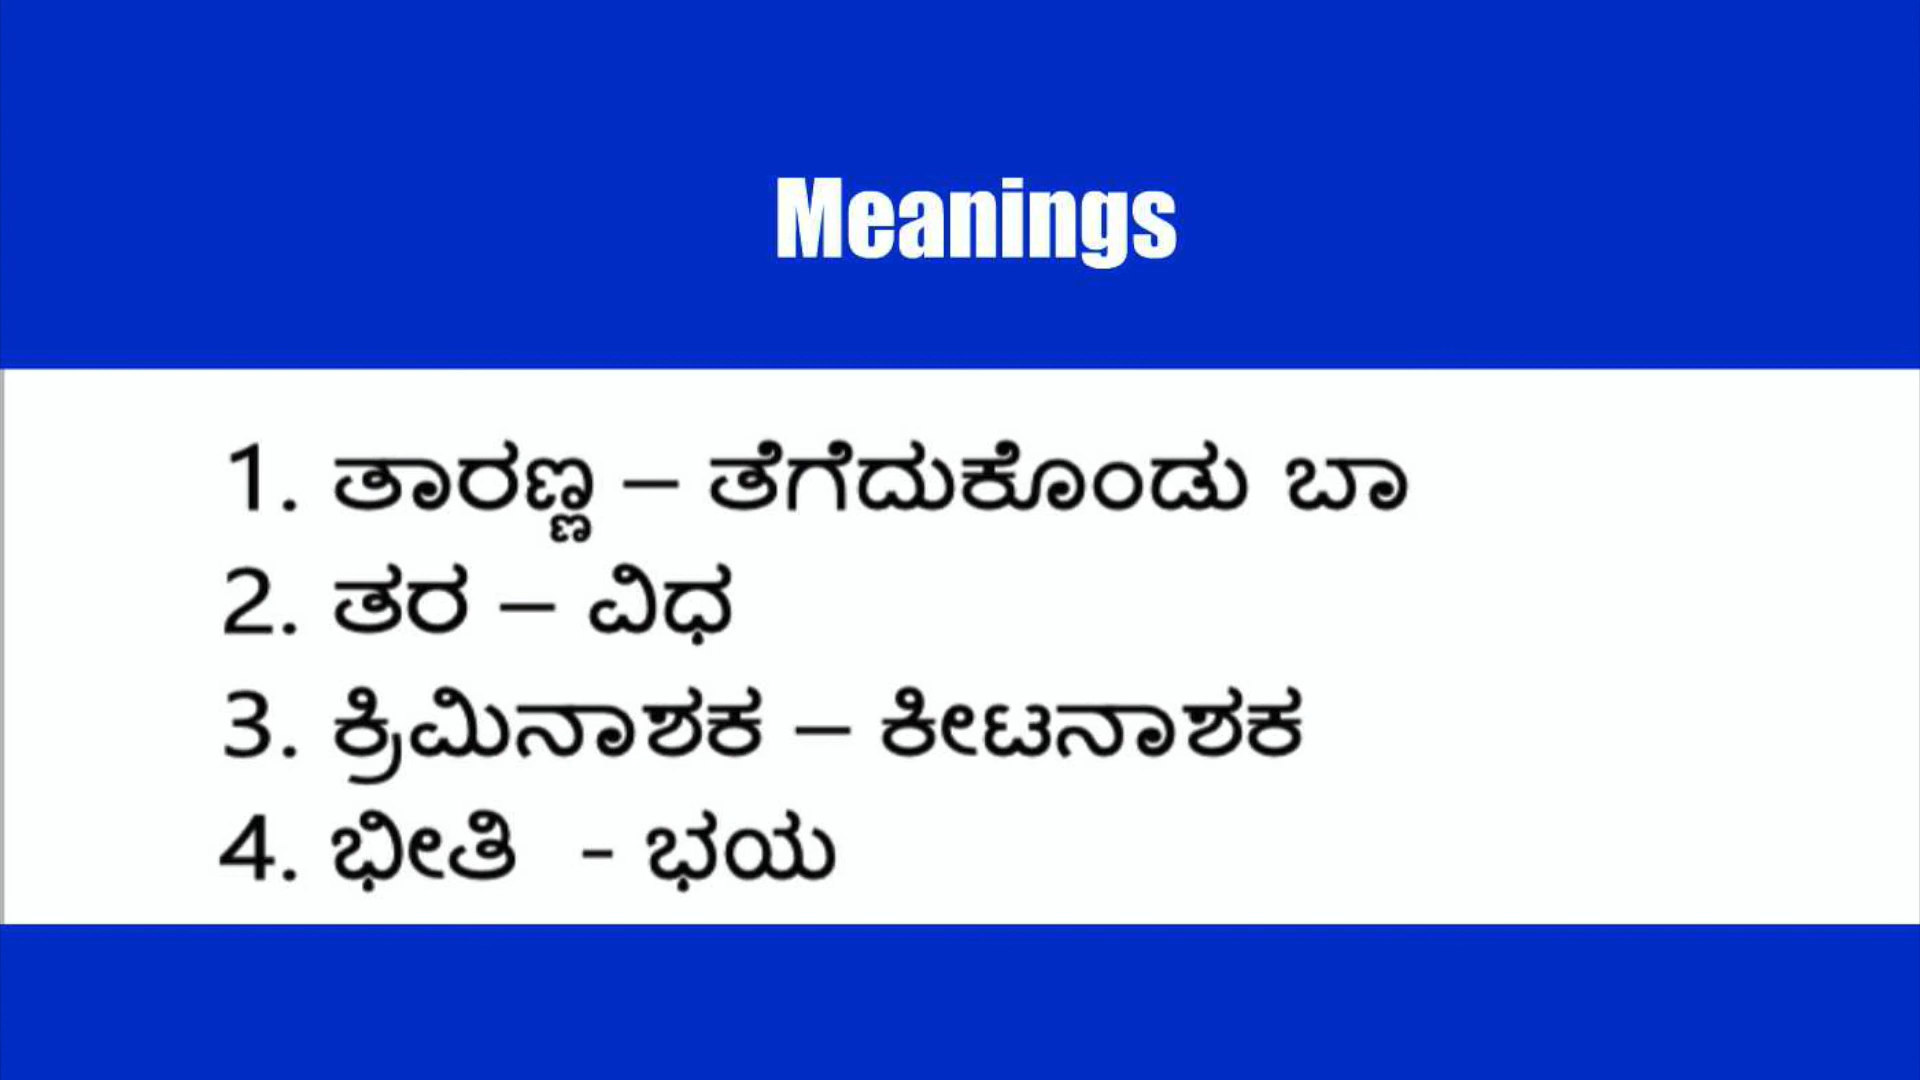 Meanings
1. ತಾರಣ್ಣ – ತೆಗೆದುಕೊಂಡು ಬಾ
2. ತರ – ವಿಧ
3. ಕ್ರಿಮಿನಾಶಕ – ಕೀಟನಾಶಕ
4. ಭೀತಿ - ಭಯ